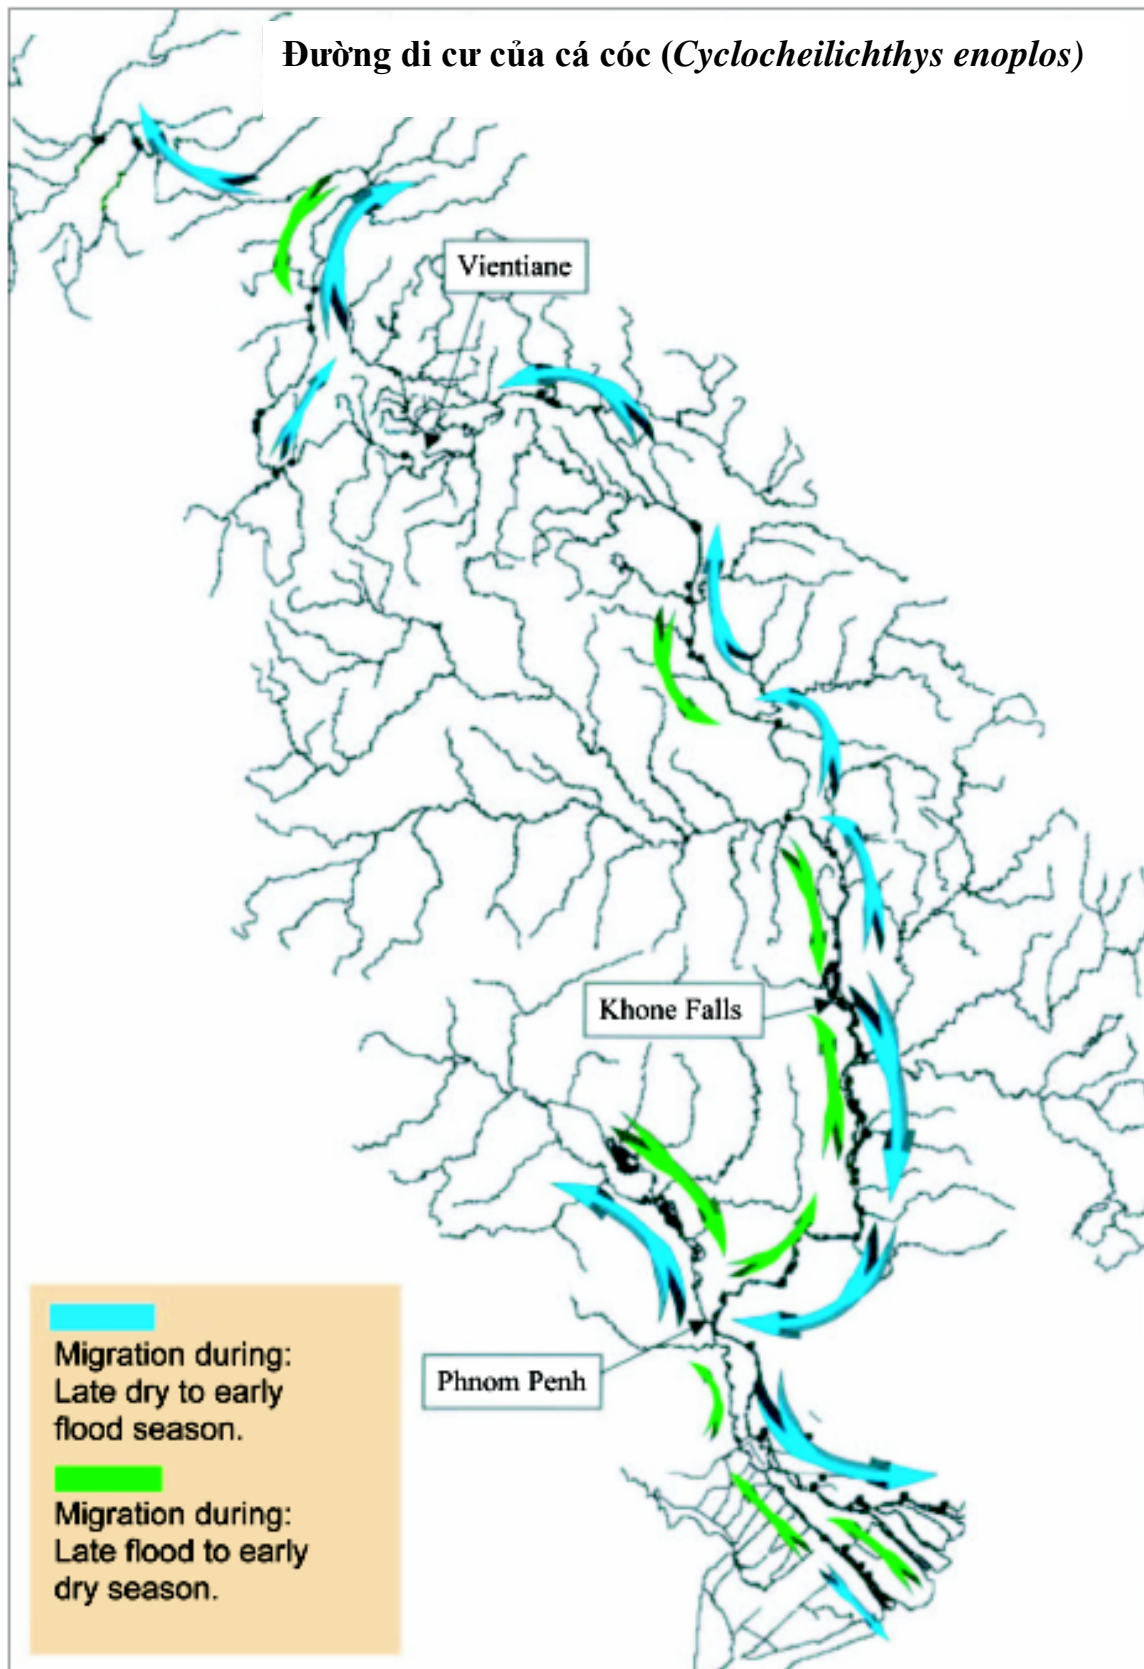 Đường di cư của cá cóc (Cyclocheilichthys enoplos)
Vientiane
Khone Falls
Phnom Penh
Migration during:
Late dry to early
flood season.
Migration during:
Late flood to early
dry season.